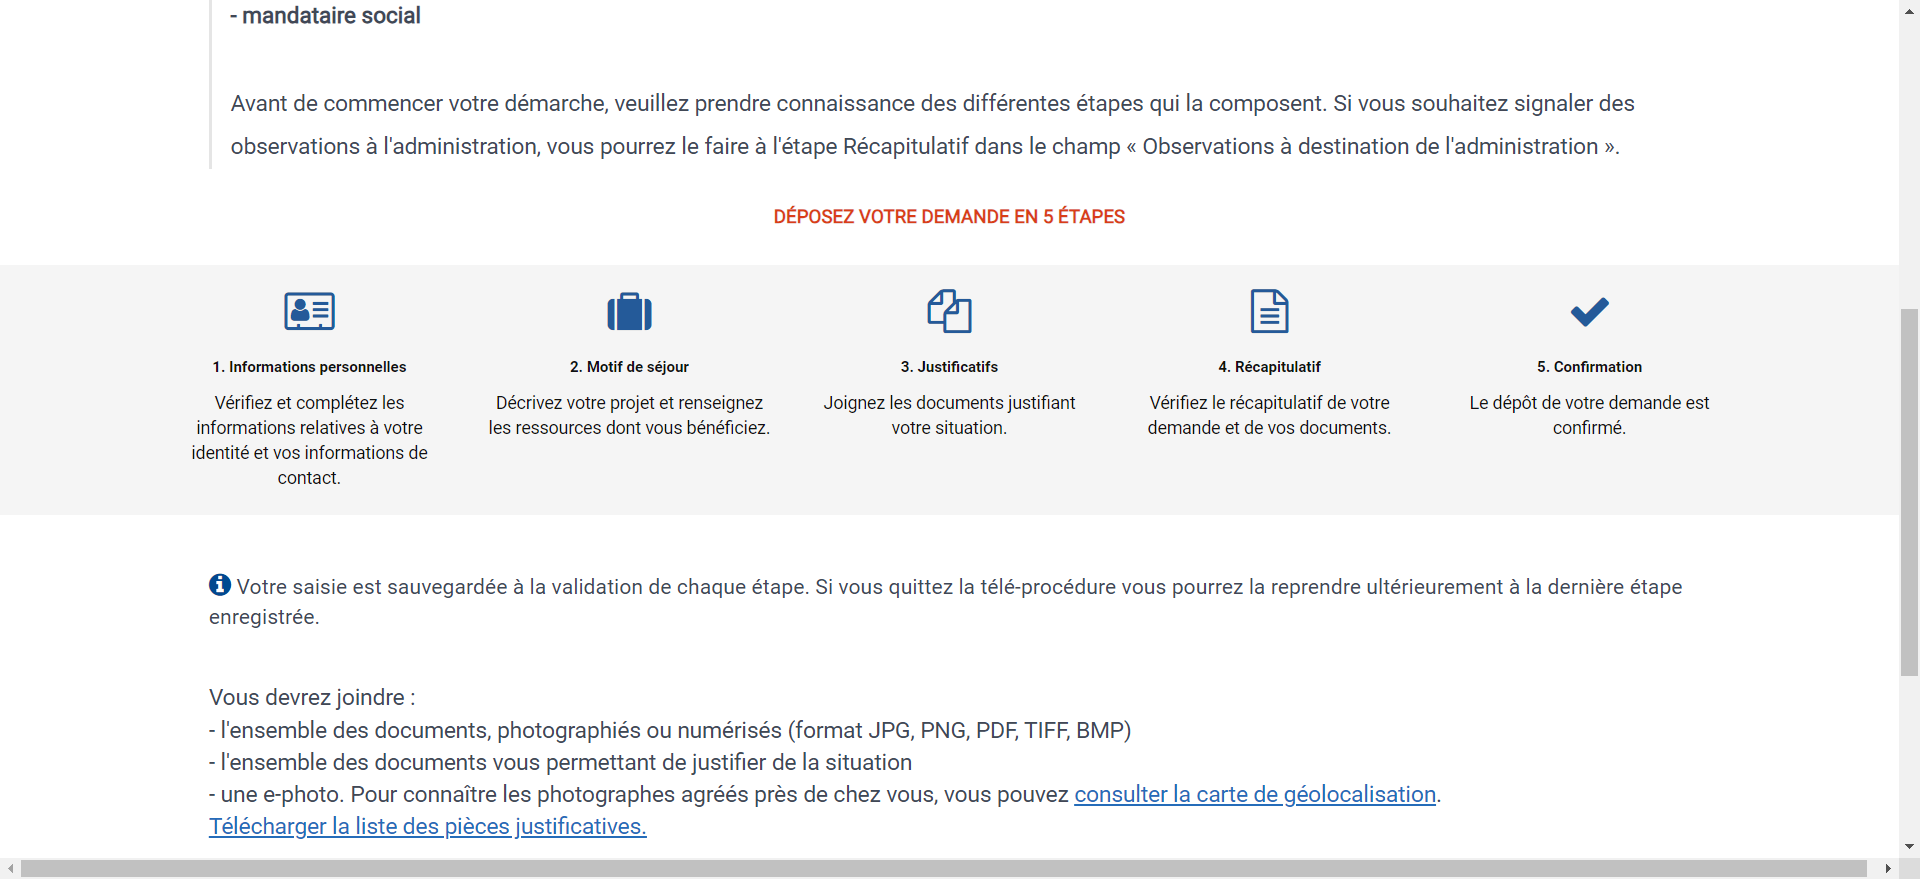 - mandataire social
Avant de commencer votre démarche, veuillez prendre connaissance des différentes étapes qui la composent. Si vous souhaitez signaler des
observations à l'administration, vous pourrez le faire à l'étape Récapitulatif dans le champ « Observations à destination de l'administration ».
DÉPOSEZ VOTRE DEMANDE EN 5 ÉTAPES
1. Informations personnelles
Vérifiez et complétez les
informations relatives à votre
identité et vos informations de
contact.
2. Motif de séjour
Décrivez votre projet et renseignez
les ressources dont vous bénéficiez.
3. Justificatifs
Joignez les documents justifiant
votre situation.
4. Récapitulatif
Vérifiez le récapitulatif de votre
demande et de vos documents.
5. Confirmation
Le dépôt de votre demande est
confirmé.
Votre saisie est sauvegardée à la validation de chaque étape. Si vous quittez la télé-procédure vous pourrez la reprendre ultérieurement à la dernière étape
enregistrée.
Vous devrez joindre :
- l'ensemble des documents, photographiés ou numérisés (format JPG, PNG, PDF, TIFF, BMP)
- l'ensemble des documents vous permettant de justifier de la situation
- une e-photo. Pour connaître les photographes agréés près de chez vous, vous pouvez consulter la carte de géolocalisation.
Télécharger la liste des pièces justificatives.